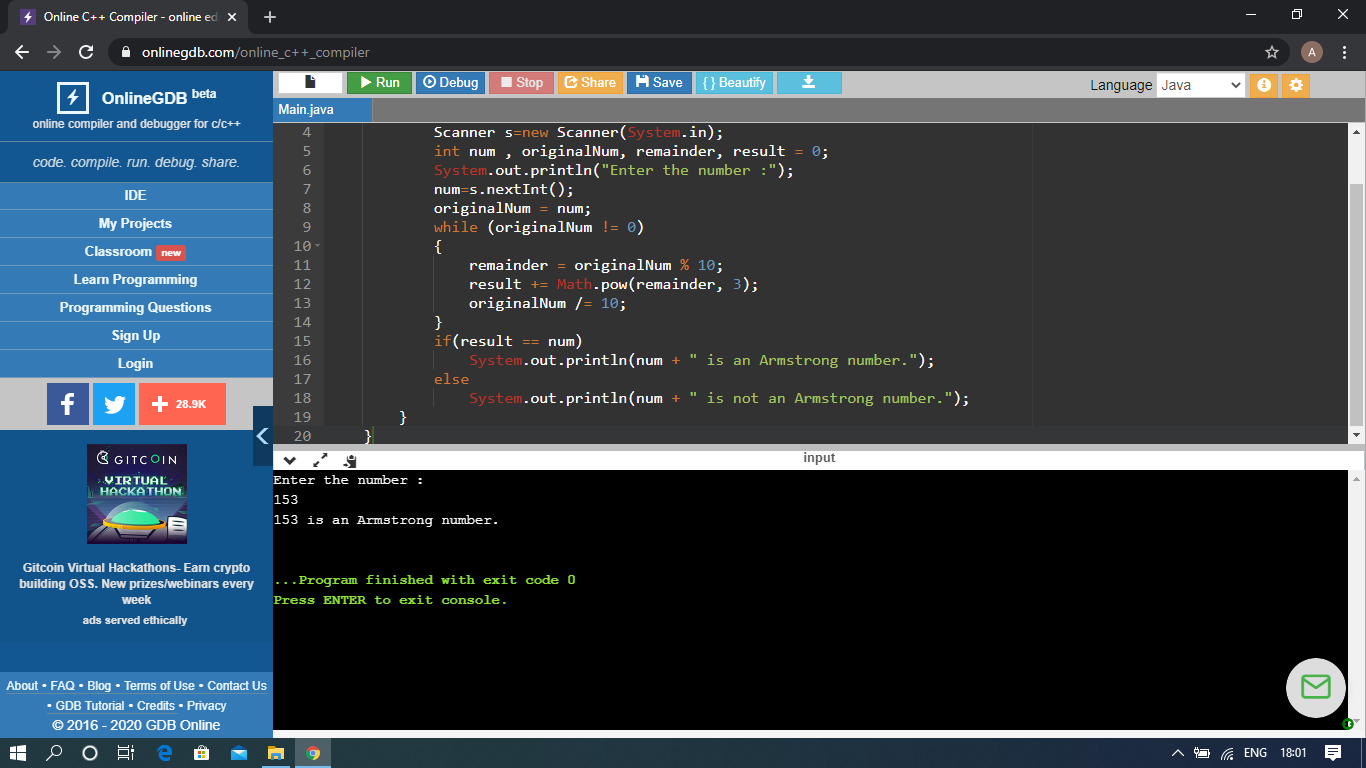 Online C++ Compiler - online ed
onlinegdb.com/online_c++_compiler
A
OnlineGDB beta
online compiler and debugger for c/c++
code. compile. run. debug. share.
IDE
My Projects
Classroom new
Learn Programming
Programming Questions
Sign Up
Login
28.9K
GITCOIN
VIRTUAL
HACKATHON
Gitcoin Virtual Hackathons- Earn crypto
building OSS. New prizes/webinars every
week
ads served ethically
About • FAQ • Blog • Terms of Use • Contact Us
• GDB Tutorial • Credits • Privacy
© 2016 - 2020 GDB Online
Run Debug Stop Share Save { } Beautify Language Java
Main.java
4 Scanner s=new Scanner(System.in);
5 int num , originalNum, remainder, result = 0;
6 System.out.println("Enter the number :");
7 num=s.nextInt();
8 originalNum = num;
9 while (originalNum != 0)
10 {
11 remainder = originalNum % 10;
12 result += Math.pow(remainder, 3);
13 originalNum /= 10;
14 }
15 if(result == num)
16 System.out.println(num + " is an Armstrong number.");
17 else
18 System.out.println(num + " is not an Armstrong number.");
19 }
20 }
input
Enter the number :
153
153 is an Armstrong number.
...Program finished with exit code 0
Press ENTER to exit console.
ENG 18:01